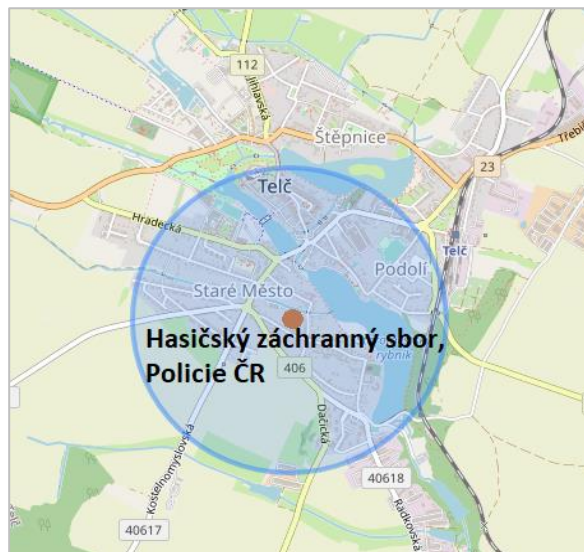 112
Jihlavská
Štěpnice
23
Třebíč
Telč
Telč
Hradecká
Podolí
Staré Město
Hasičský záchranný sbor,
rybník
Policie ČR
406
Dačická
Kostelnomyslovská
40618
Radkovská
40617